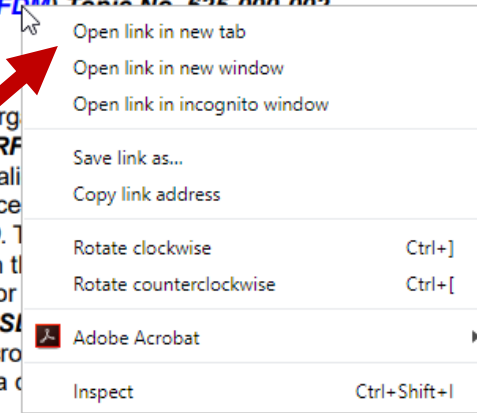 Open link in new tab
Open link in new window
Open link in incognito window
Save link as...
Copy link address
Rotate clockwise Ctrl+]
Rotate counterclockwise Ctrl+[
Adobe Acrobat
Inspect Ctrl+Shift+I